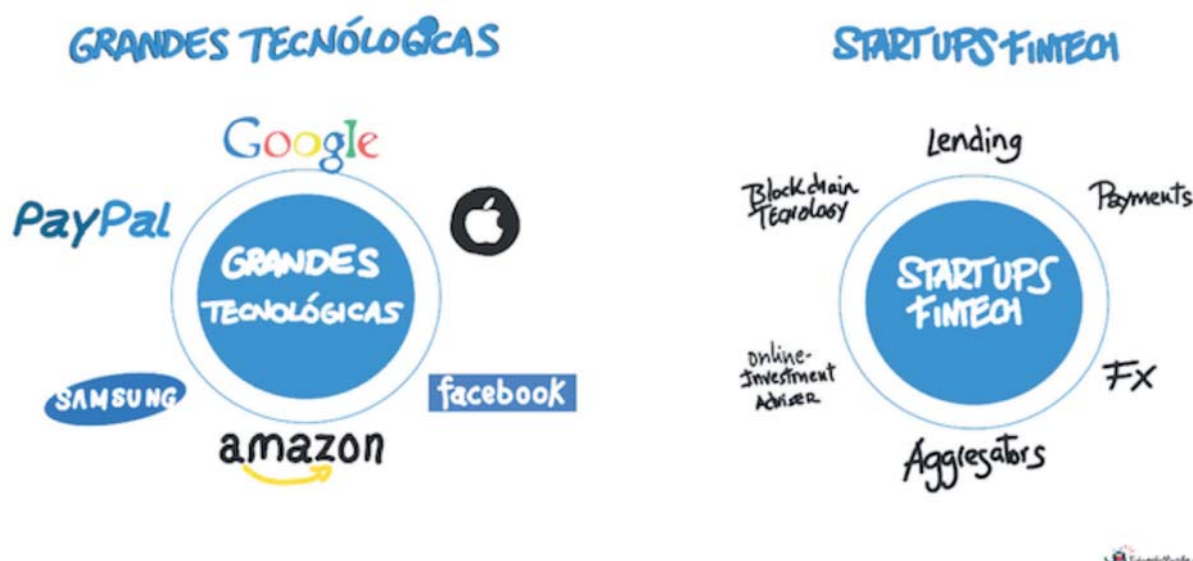 GRANDES TECNÓLOGICAS
Google
PayPal
GRANDES
TECNOLÓGICAS
SAMSUNG
facebook
amazon
STARTUPS FINTECH
Lending
Blockchain
TECNOLOGY
Payments
STARTUPS
FINTECH
Online-
Investment
ADVISER
FX
Aggregators